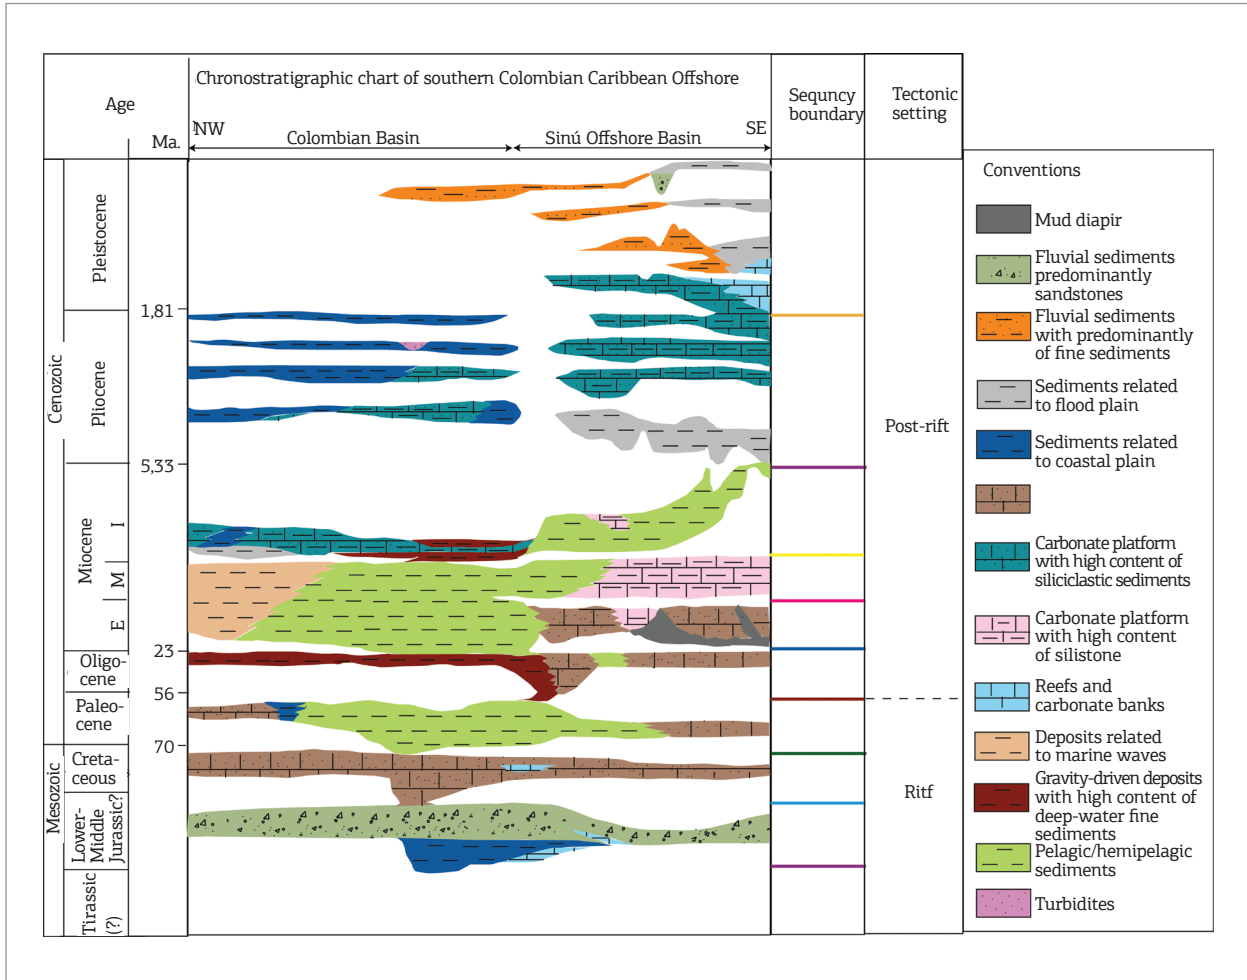 Chronostratigraphic chart of southern Colombian Caribbean Offshore
Age
Ma.
NW
SE
Colombian Basin
Sinú Offshore Basin
Sequncy
boundary
Tectonic
setting
Cenozoic
Mesozoic
Pleistocene
Pliocene
Miocene
I
M
E
Oligo-
cene
Paleo-
cene
Creta-
ceous
Lower-
Middle
Jurassic?
Tirassic
(?)
1,81
5,33
23
56
70
Post-rift
Ritf
Conventions
Mud diapir
Fluvial sediments
predominantly
sandstones
Fluvial sediments
with predominantly
of fine sediments
Sediments related
to flood plain
Sediments related
to coastal plain
Carbonate platform
with high content of
siliciclastic sediments
Carbonate platform
with high content
of silistone
Reefs and
carbonate banks
Deposits related
to marine waves
Gravity-driven deposits
with high content of
deep-water fine
sediments
Pelagic/hemipelagic
sediments
Turbidites